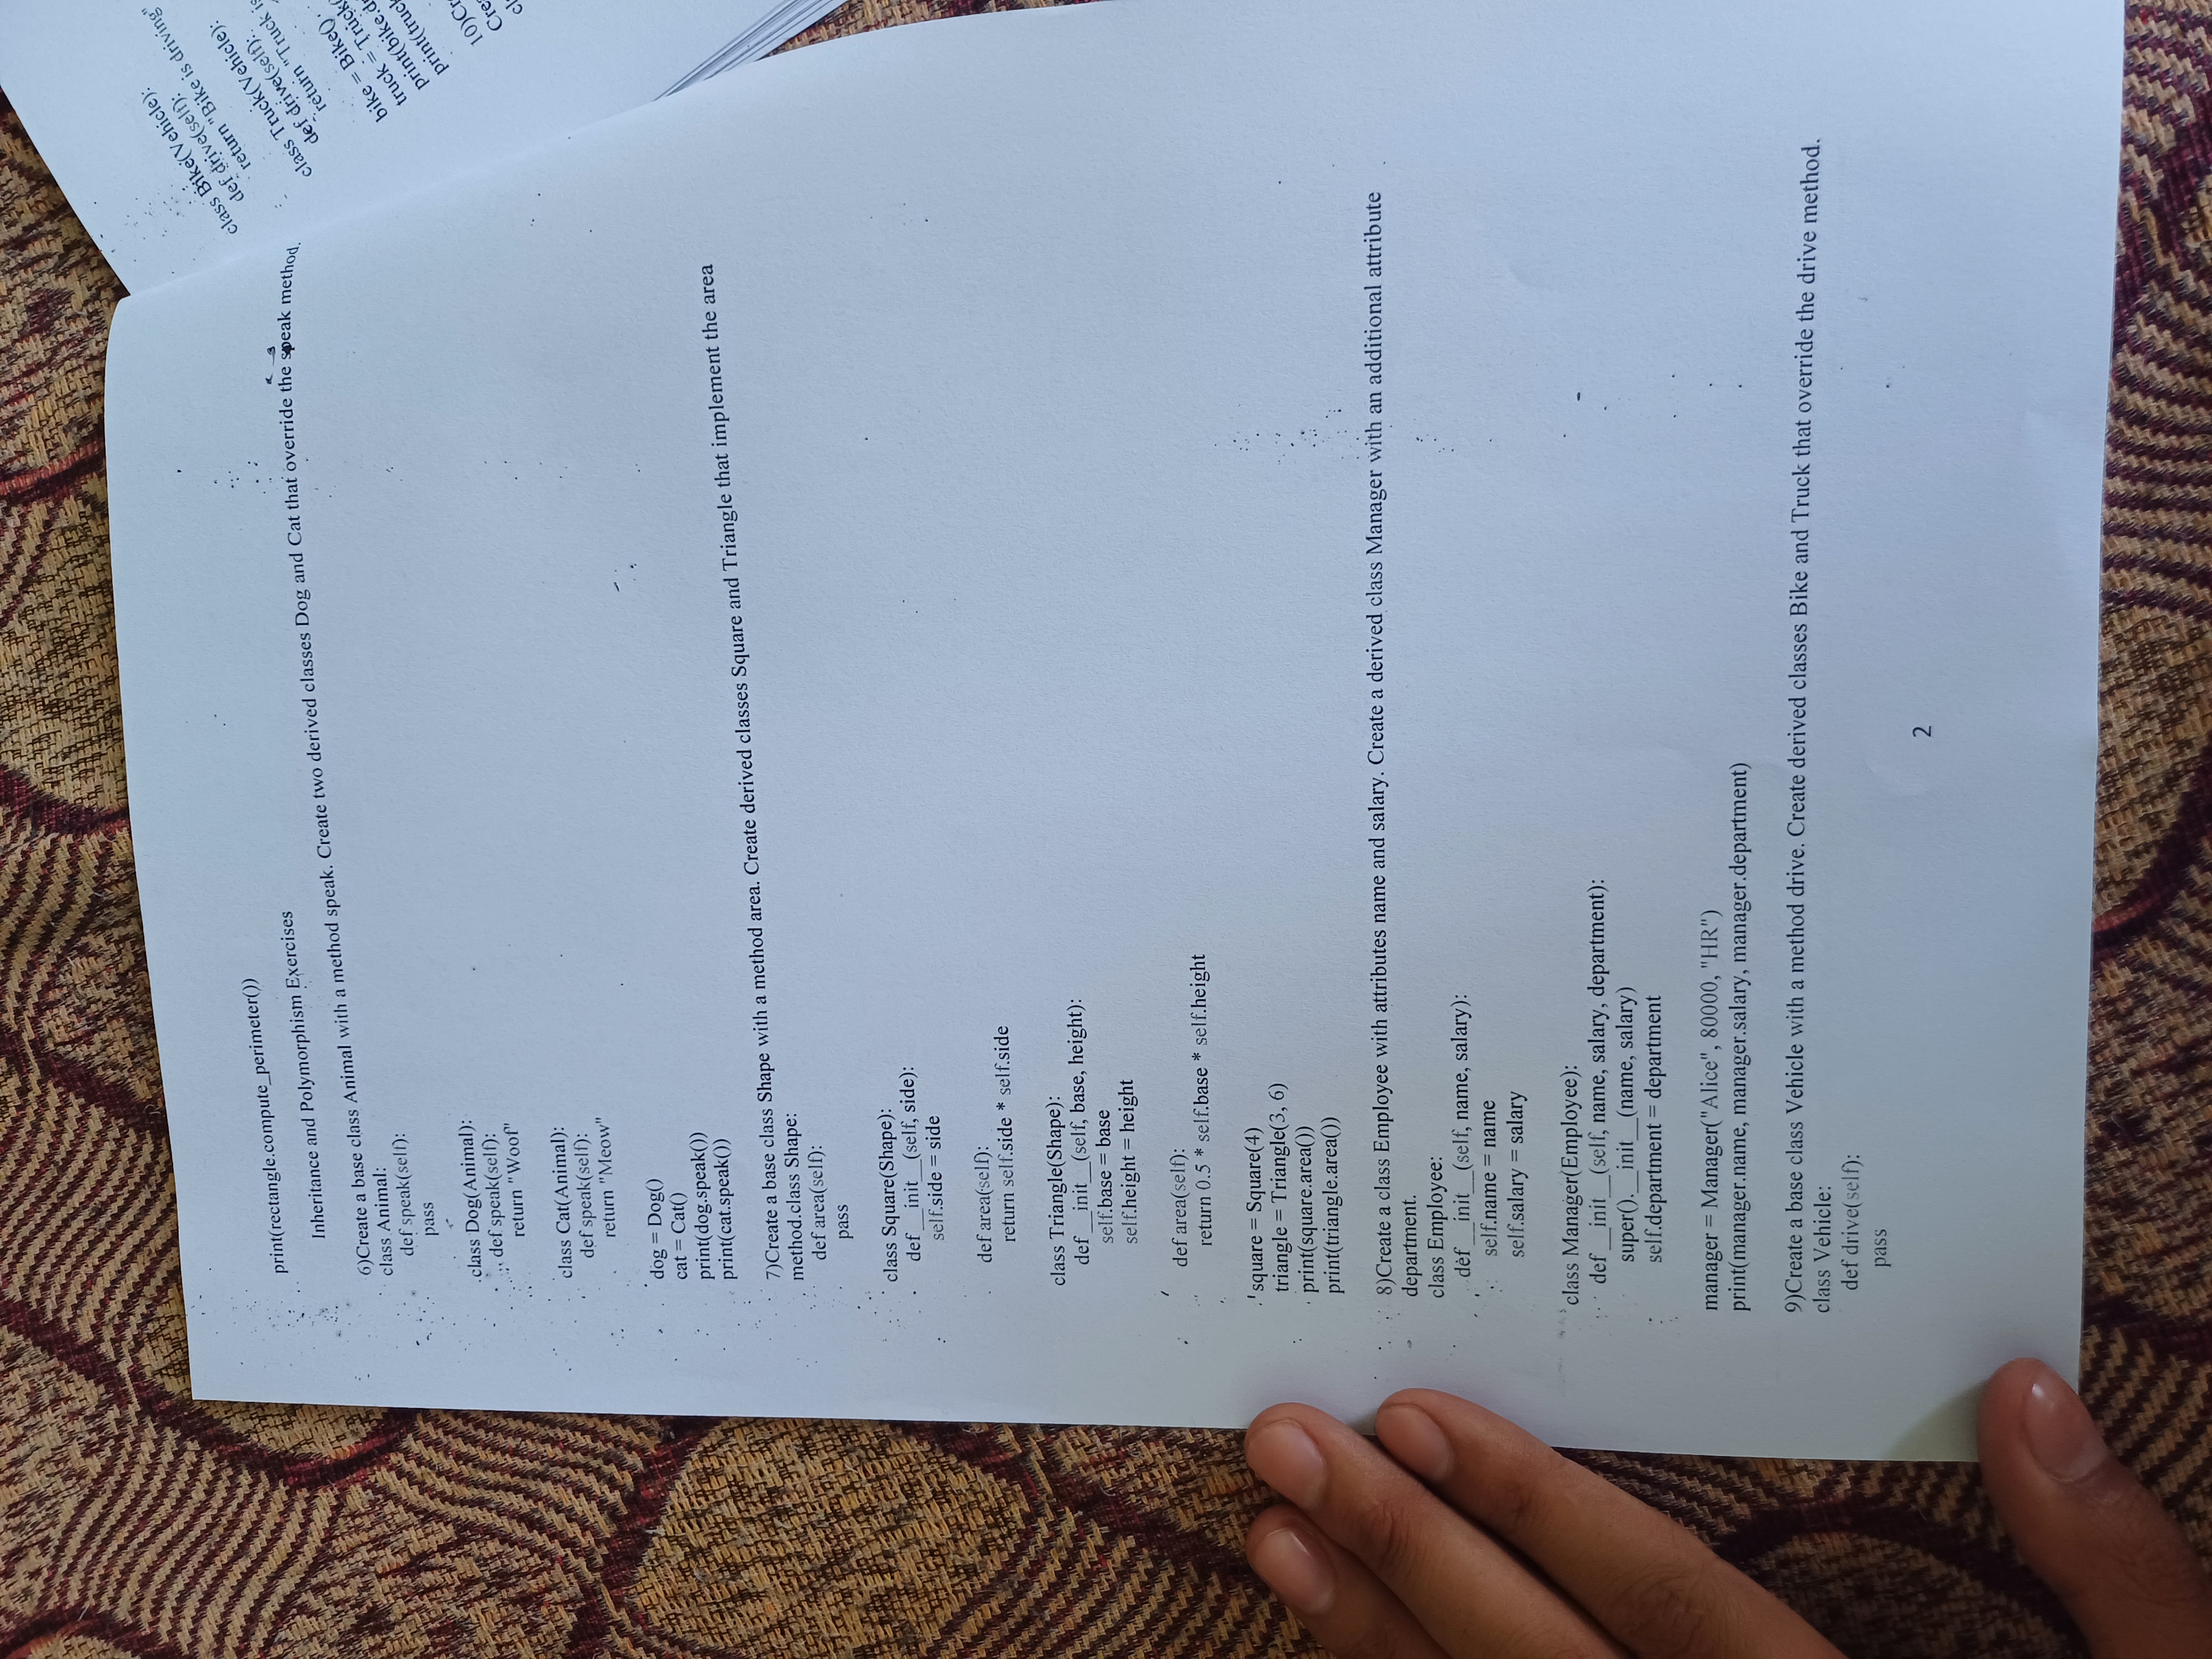 print(rectangle.compute_perimeter())
Inheritance and Polymorphism Exercises
6)Create a base class Animal with a method speak. Create two derived classes Dog and Cat that override the speak method.
class Animal:
def speak(self):
pass
class Dog(Animal):
def speak(self):
return "Woof"
class Cat(Animal):
def speak(self):
return "Meow"
dog = Dog()
cat = Cat()
print(dog.speak())
print(cat.speak())
7)Create a base class Shape with a method area. Create derived classes Square and Triangle that implement the area
method.class Shape:
def area(self):
pass
class Square(Shape):
def __init__(self, side):
self.side = side
def area(self):
return self.side * self.side
class Triangle(Shape):
def __init__(self, base, height):
self.base = base
self.height = height
def area(self):
return 0.5 * self.base * self.height
square = Square(4)
triangle = Triangle(3, 6)
print(square.area())
print(triangle.area())
8)Create a class Employee with attributes name and salary. Create a derived class Manager with an additional attribute
department.
class Employee:
def __init__(self, name, salary):
self.name = name
self.salary = salary
class Manager(Employee):
def __init__(self, name, salary, department):
super().__init__(name, salary)
self.department = department
manager = Manager("Alice", 80000, "HR")
print(manager.name, manager.salary, manager.department)
9)Create a base class Vehicle with a method drive. Create derived classes Bike and Truck that override the drive method.
class Vehicle:
def drive(self):
pass
2
class Bike(Vehicle):
def drive(self):
return "Bike is driving"
class Truck(Vehicle):
def drive(self):
return "Truck is
bike = Bike()
truck = Truck(
print(bike.dr
print(truck
10)Cr
Crea
cl